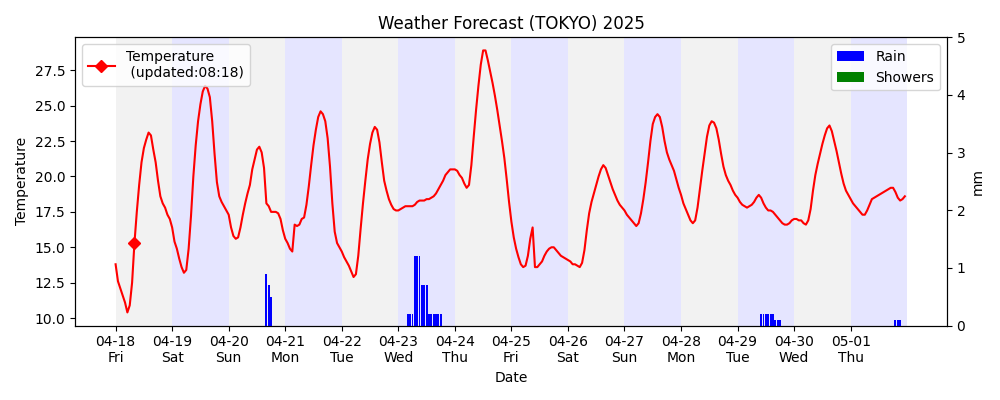 Weather Forecast (TOKYO) 2025
Temperature
(updated:08:18)
Rain
Showers
Temperature
27.5
25.0
22.5
20.0
17.5
15.0
12.5
10.0
5
4
3
2
1
0
mm
04-18 04-19 04-20 04-21 04-22 04-23 04-24 04-25 04-26 04-27 04-28 04-29 04-30 05-01
Fri Sat Sun Mon Tue Wed Thu Fri Sat Sun Mon Tue Wed Thu
Date